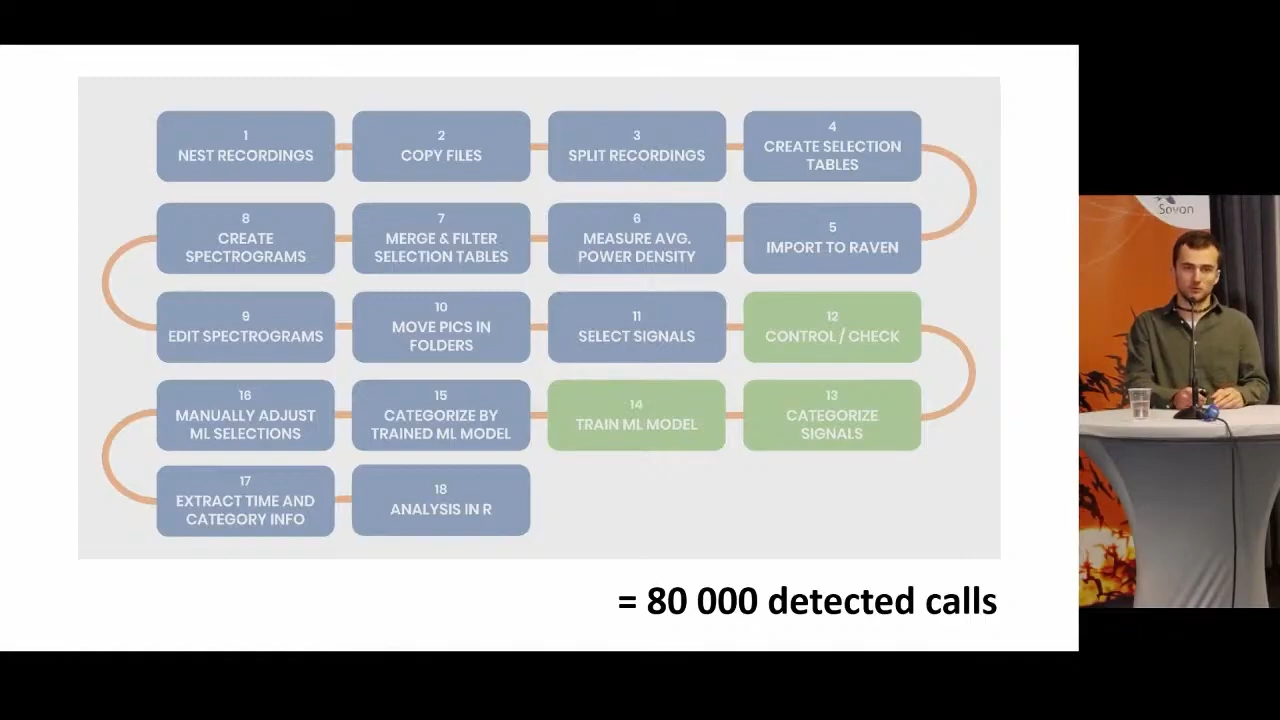 1
NEST RECORDINGS
2
COPY FILES
3
SPLIT RECORDINGS
4
CREATE SELECTION
TABLES
8
CREATE
SPECTROGRAMS
7
MERGE & FILTER
SELECTION TABLES
6
MEASURE AVG.
POWER DENSITY
5
IMPORT TO RAVEN
9
EDIT SPECTROGRAMS
10
MOVE PICS IN
FOLDERS
11
SELECT SIGNALS
12
CONTROL / CHECK
16
MANUALLY ADJUST
ML SELECTIONS
15
CATEGORIZE BY
TRAINED ML MODEL
14
TRAIN ML MODEL
13
CATEGORIZE
SIGNALS
17
EXTRACT TIME AND
CATEGORY INFO
18
ANALYSIS IN R
= 80 000 detected calls
Savon